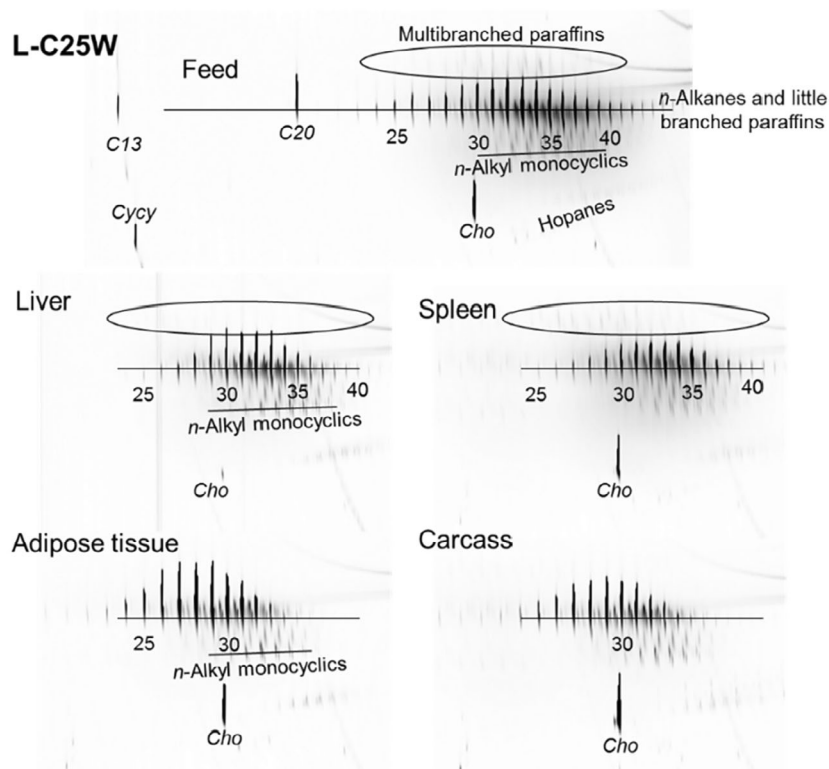 L-C25W
Multibranched paraffins
Feed
n-Alkanes and little
branched paraffins
C13
C20
25
30
35
40
n-Alkyl monocyclics
Cycy
Cho
Hopanes
Liver
25
30
35
40
n-Alkyl monocyclics
Cho
Spleen
25
30
35
40
Cho
Adipose tissue
25
30
n-Alkyl monocyclics
Cho
Carcass
30
Cho